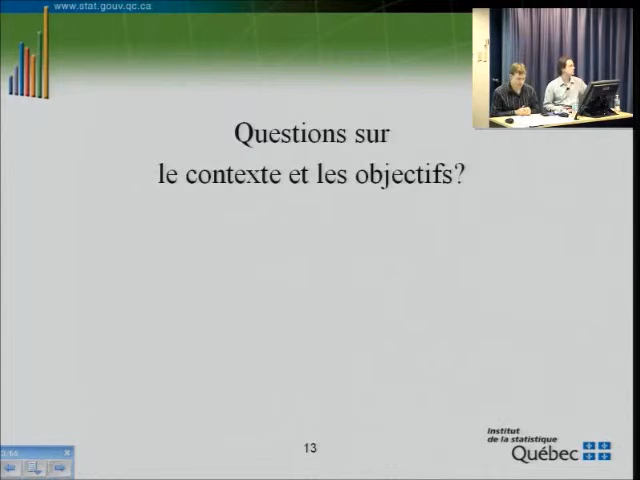 www.stat.gouv.qc.ca
Questions sur
le contexte et les objectifs?
13
Institut
de la statistique
Québec